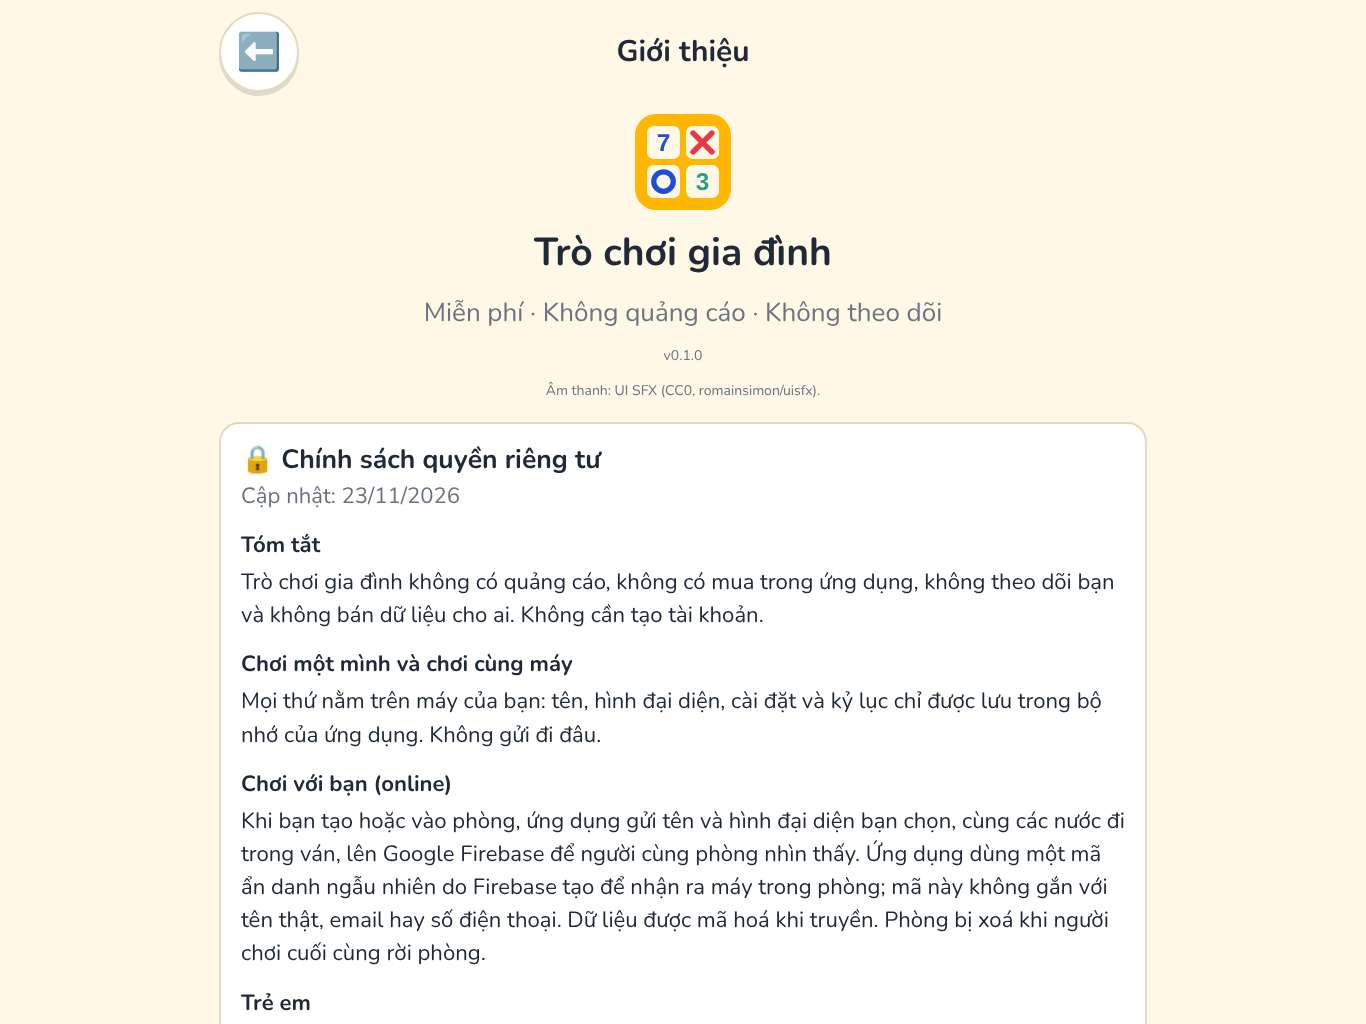 Giới thiệu
7
3
Trò chơi gia đình
Miễn phí · Không quảng cáo · Không theo dõi
v0.1.0
Âm thanh: UI SFX (CC0, romainsimon/uisfx).
Chính sách quyền riêng tư
Cập nhật: 23/11/2026
Tóm tắt
Trò chơi gia đình không có quảng cáo, không có mua trong ứng dụng, không theo dõi bạn
và không bán dữ liệu cho ai. Không cần tạo tài khoản.
Chơi một mình và chơi cùng máy
Mọi thứ nằm trên máy của bạn: tên, hình đại diện, cài đặt và kỷ lục chỉ được lưu trong bộ
nhớ của ứng dụng. Không gửi đi đâu.
Chơi với bạn (online)
Khi bạn tạo hoặc vào phòng, ứng dụng gửi tên và hình đại diện bạn chọn, cùng các nước đi
trong ván, lên Google Firebase để người cùng phòng nhìn thấy. Ứng dụng dùng một mã
ẩn danh ngẫu nhiên do Firebase tạo để nhận ra máy trong phòng; mã này không gắn với
tên thật, email hay số điện thoại. Dữ liệu được mã hoá khi truyền. Phòng bị xoá khi người
chơi cuối cùng rời phòng.
Trẻ em